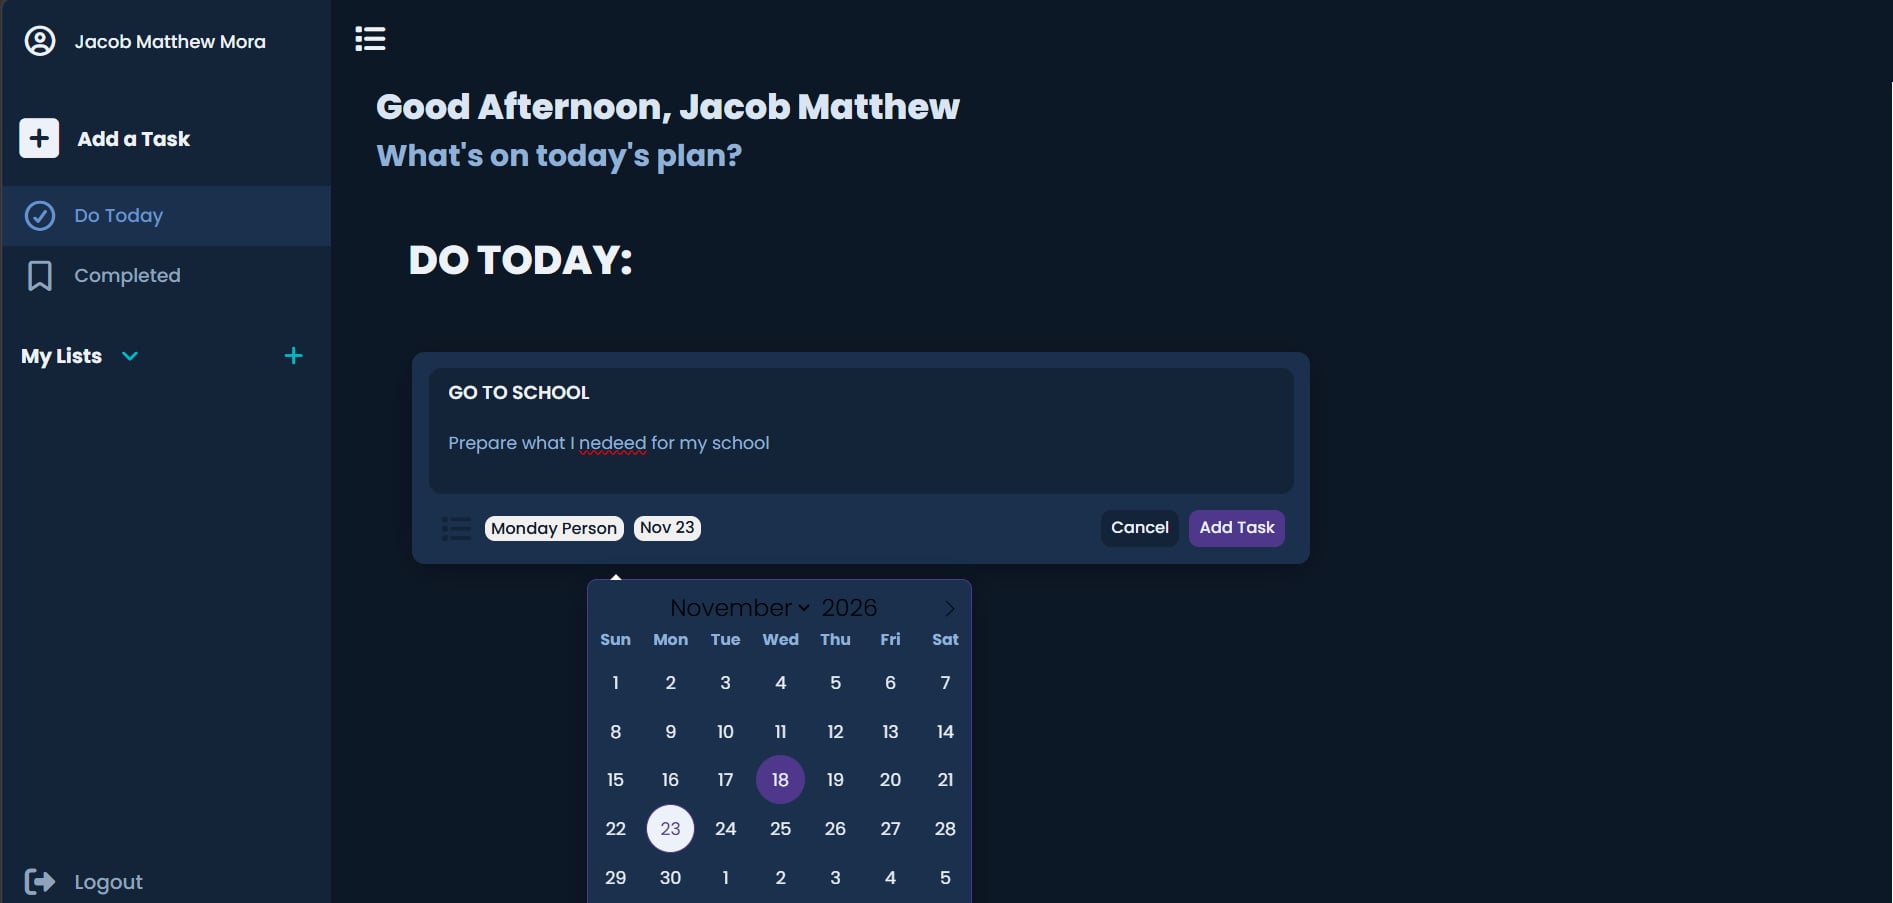 Jacob Matthew Mora
Add a Task
Do Today
Completed
My Lists
Logout
Good Afternoon, Jacob Matthew
What's on today's plan?
DO TODAY:
GO TO SCHOOL
Prepare what I nedeed for my school
Monday Person Nov 23 Cancel Add Task
November 2026
Sun Mon Tue Wed Thu Fri Sat
1 2 3 4 5 6 7
8 9 10 11 12 13 14
15 16 17 18 19 20 21
22 23 24 25 26 27 28
29 30 1 2 3 4 5